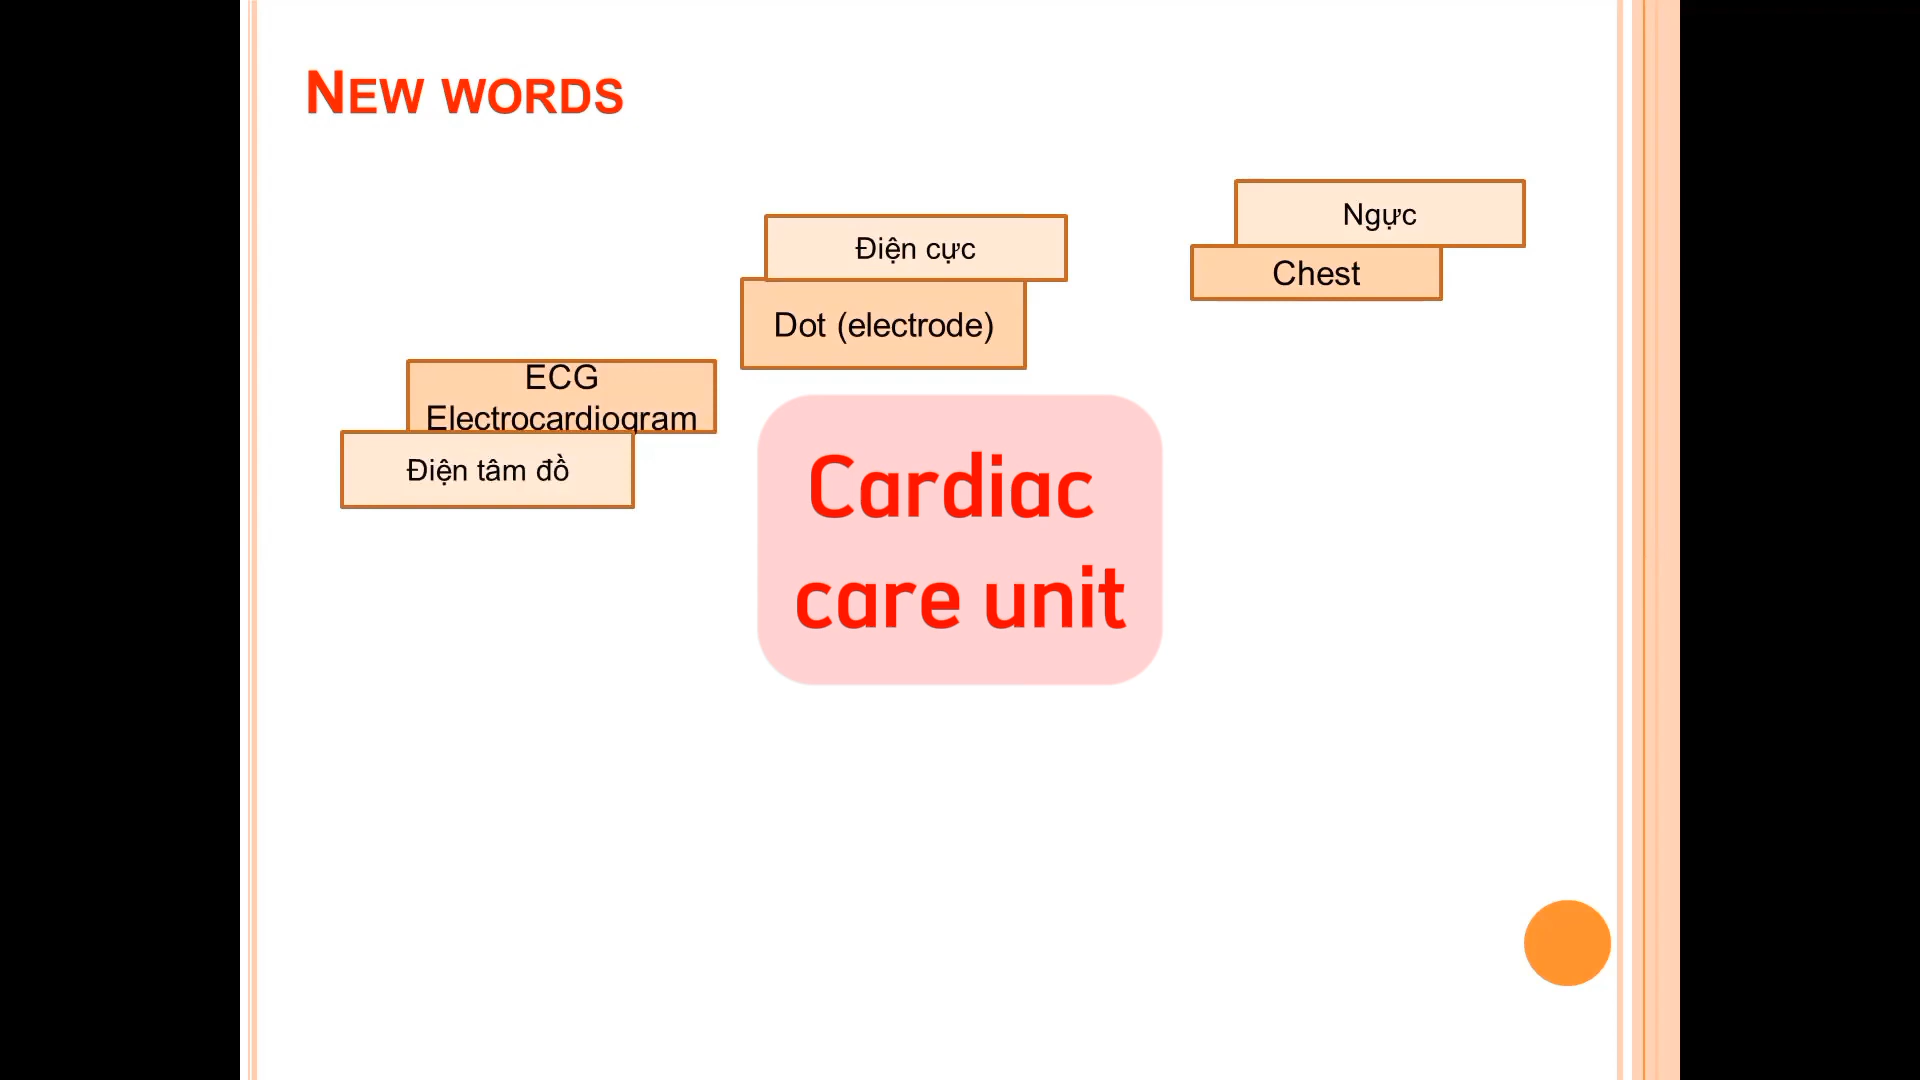 NEW WORDS
Ngực
Chest
Điện cực
Dot (electrode)
ECG
Electrocardiogram
Điện tâm đồ
Cardiac
care unit